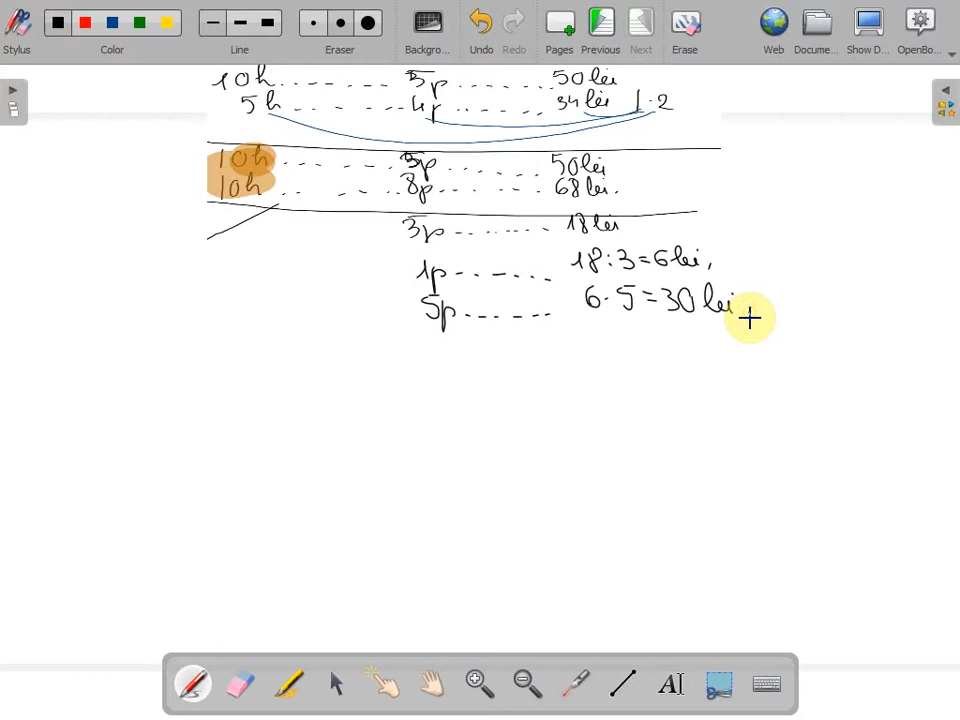 Color Line Eraser Backgro... Undo Redo Pages Previous Next Erase Web Docume... Show D... OpenBo...
Stylus
10h............ 5p............ 50 lei
5h............ 4p............ 34 lei | · 2
10h............ 5p............ 50 lei
10h............ 8p............ 68 lei.
3p............ 18 lei
1p............ 18:3=6 lei,
5p............ 6·5=30 lei
A